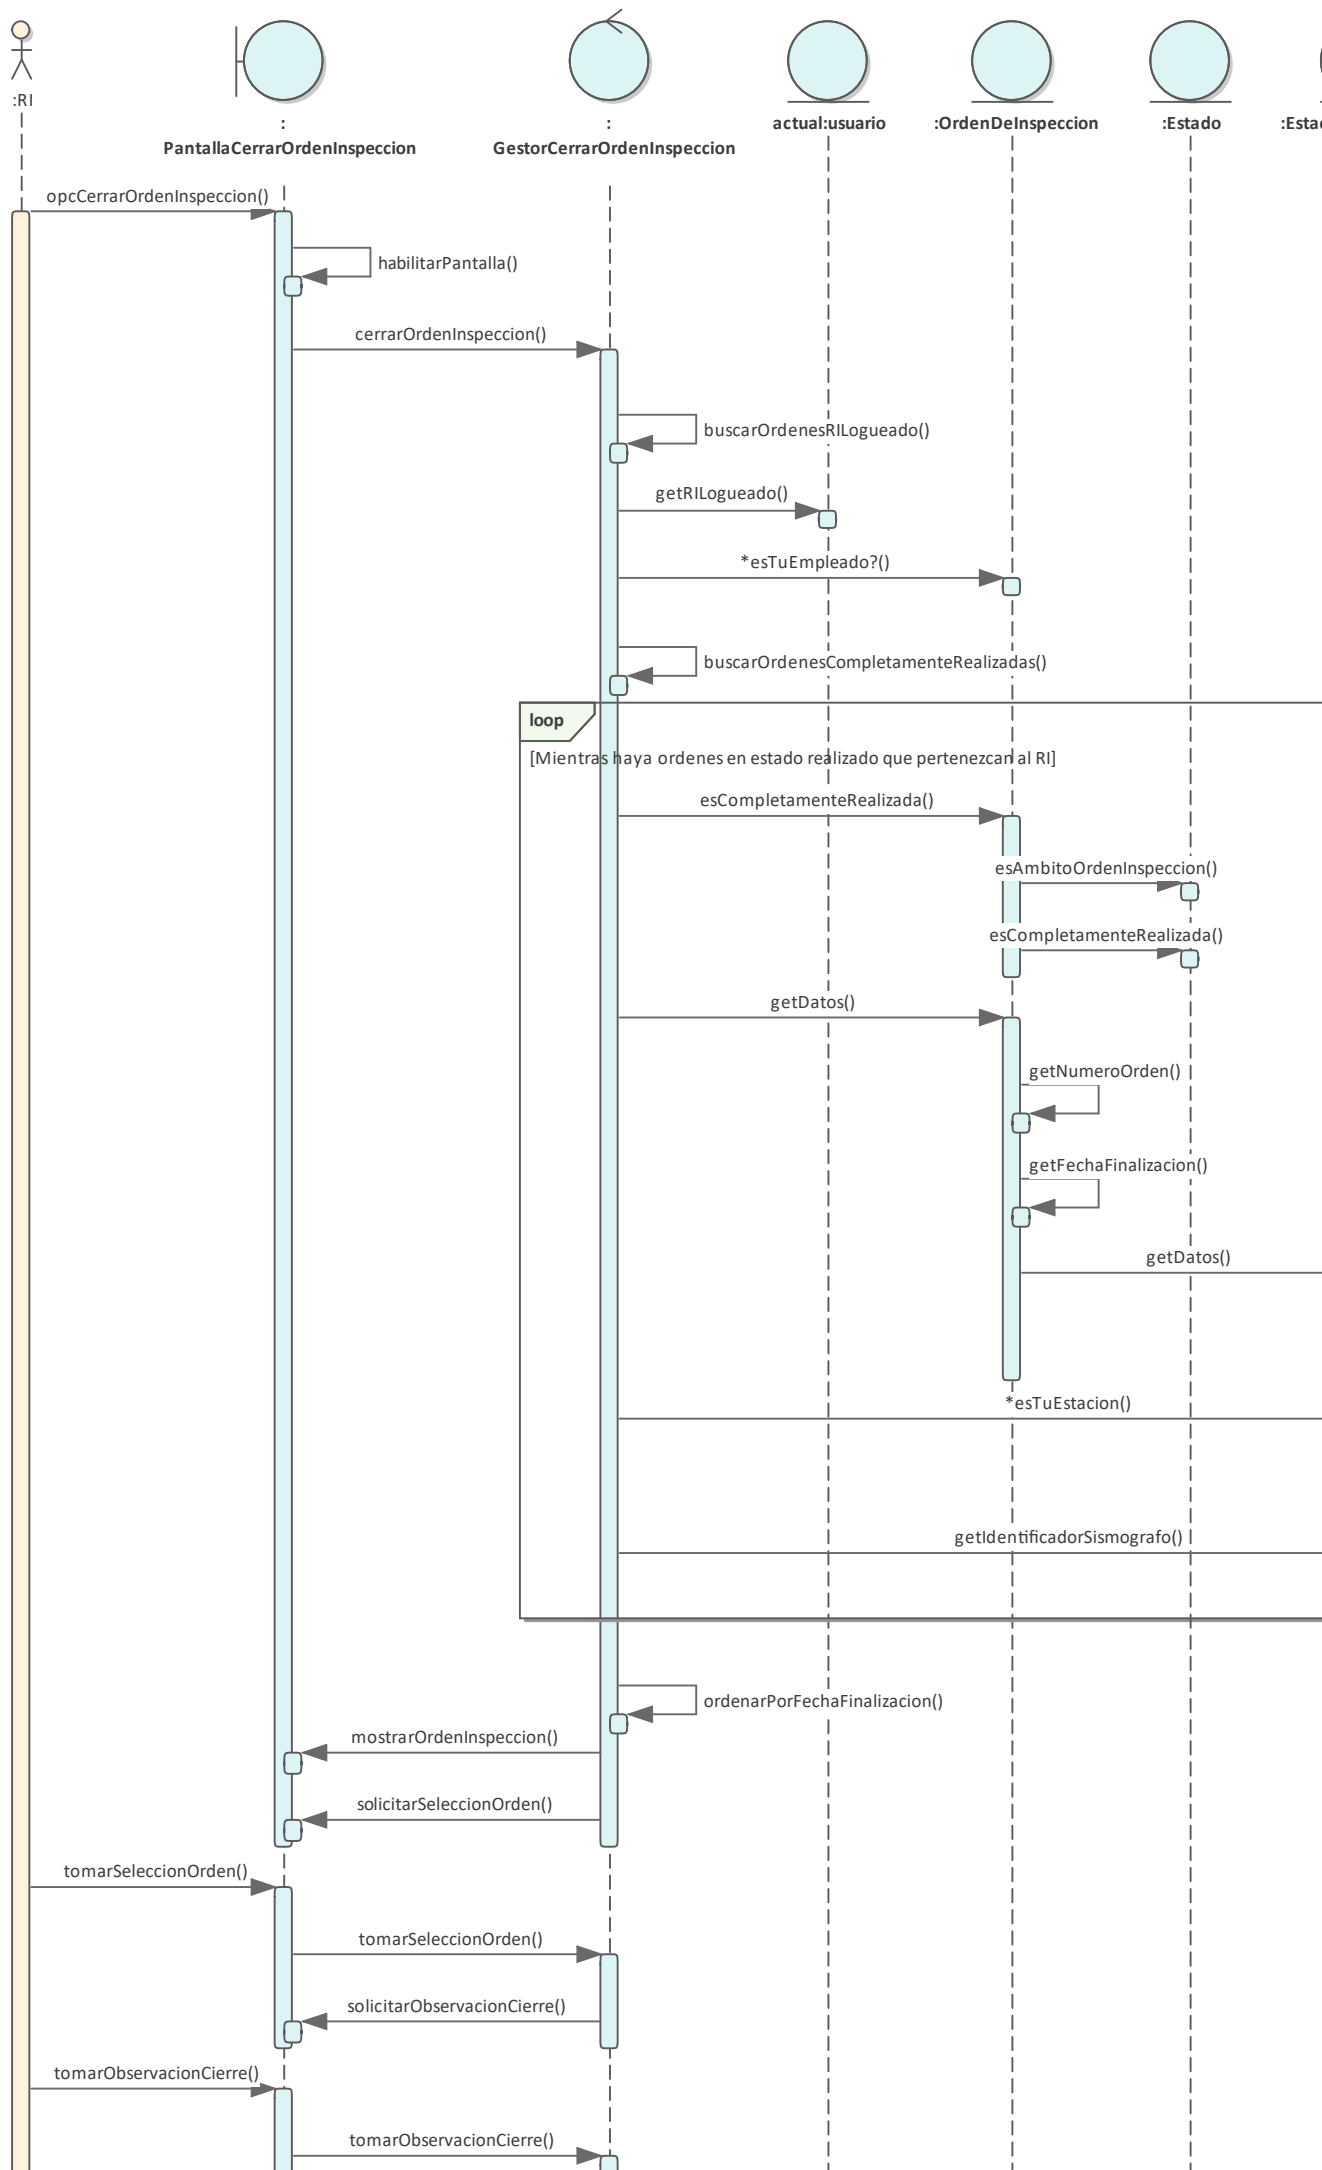 :RI
:
PantallaCerrarOrdenInspeccion
:
GestorCerrarOrdenInspeccion
actual:usuario
:OrdenDeInspeccion
:Estado
:Estac
opcCerrarOrdenInspeccion()
habilitarPantalla()
cerrarOrdenInspeccion()
buscarOrdenesRILogueado()
getRILogueado()
*esTuEmpleado?()
buscarOrdenesCompletamenteRealizadas()
loop
[Mientras haya ordenes en estado realizado que pertenezcan al RI]
esCompletamenteRealizada()
esAmbitoOrdenInspeccion()
esCompletamenteRealizada()
getDatos()
getNumeroOrden()
getFechaFinalizacion()
getDatos()
*esTuEstacion()
getIdentificadorSismografo()
ordenarPorFechaFinalizacion()
mostrarOrdenInspeccion()
solicitarSeleccionOrden()
tomarSeleccionOrden()
tomarSeleccionOrden()
solicitarObservacionCierre()
tomarObservacionCierre()
tomarObservacionCierre()